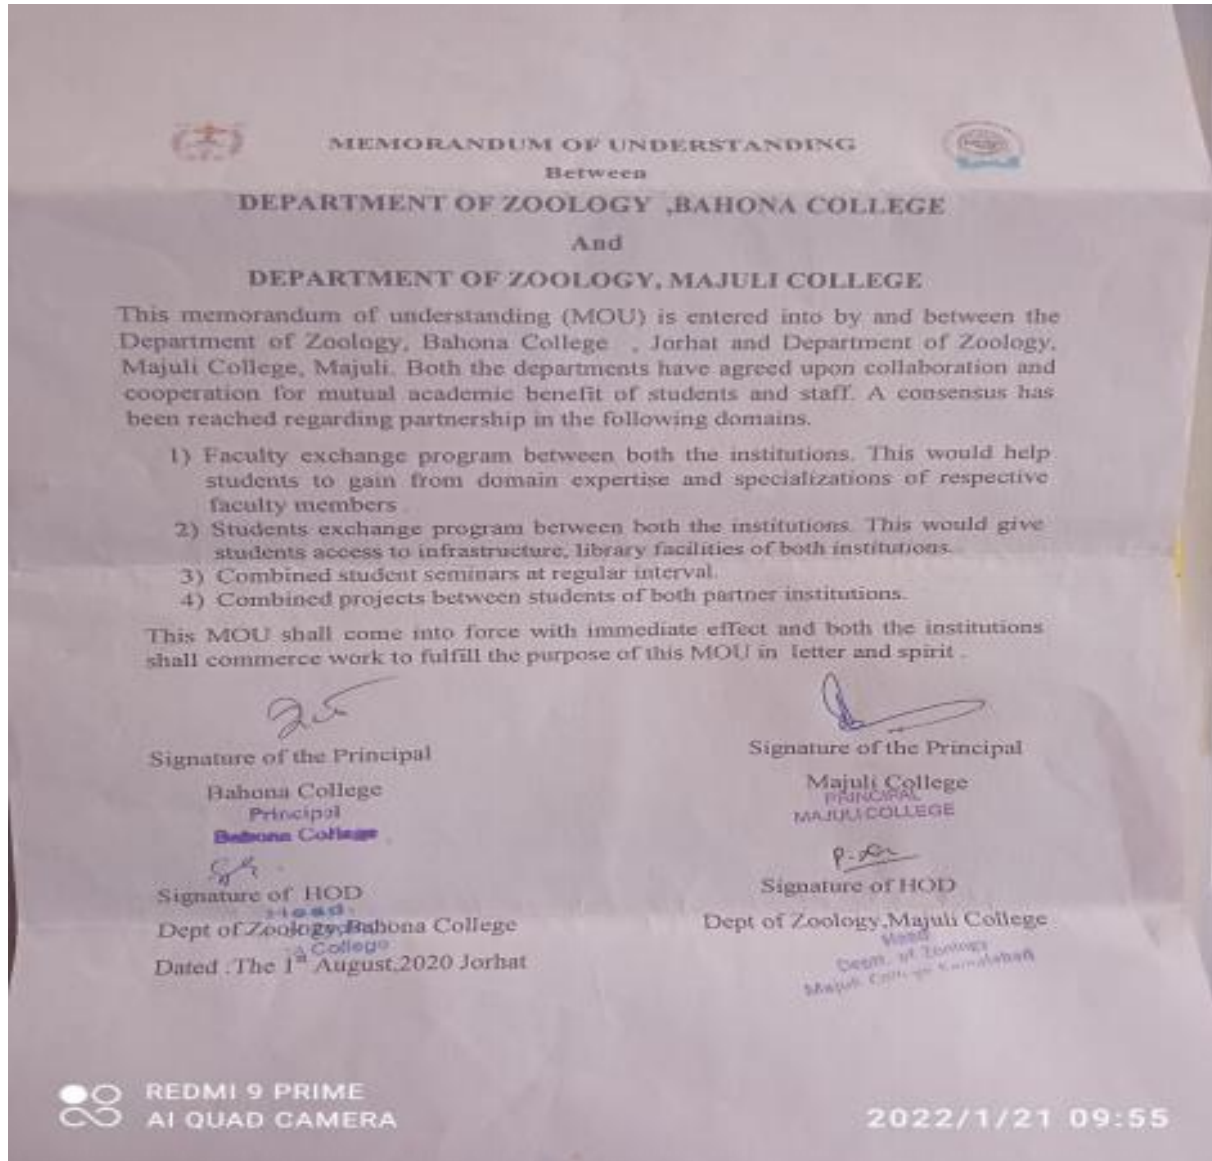 MEMORANDUM OF UNDERSTANDING
Between
DEPARTMENT OF ZOOLOGY ,BAHONA COLLEGE
And
DEPARTMENT OF ZOOLOGY, MAJULI COLLEGE
This memorandum of understanding (MOU) is entered into by and between the
Department of Zoology, Bahona College , Jorhat and Department of Zoology,
Majuli College, Majuli. Both the departments have agreed upon collaboration and
cooperation for mutual academic benefit of students and staff. A consensus has
been reached regarding partnership in the following domains.
1) Faculty exchange program between both the institutions. This would help
students to gain from domain expertise and specializations of respective
faculty members .
2) Students exchange program between both the institutions. This would give
students access to infrastructure, library facilities of both institutions.
3) Combined student seminars at regular interval.
4) Combined projects between students of both partner institutions.
This MOU shall come into force with immediate effect and both the institutions
shall commerce work to fulfill the purpose of this MOU in letter and spirit .
Signature of the Principal
Bahona College
Principal
Bahona College
Signature of HOD
Head
Dept of Zoology,Bahona College
College
Dated :The 1st August,2020 Jorhat
Signature of the Principal
Majuli College
PRINCIPAL
MAJULI COLLEGE
Signature of HOD
Dept of Zoology,Majuli College
Head
Deptt. of Zoology
Majuli College Kamalabari
REDMI 9 PRIME
AI QUAD CAMERA
2022/1/21 09:55